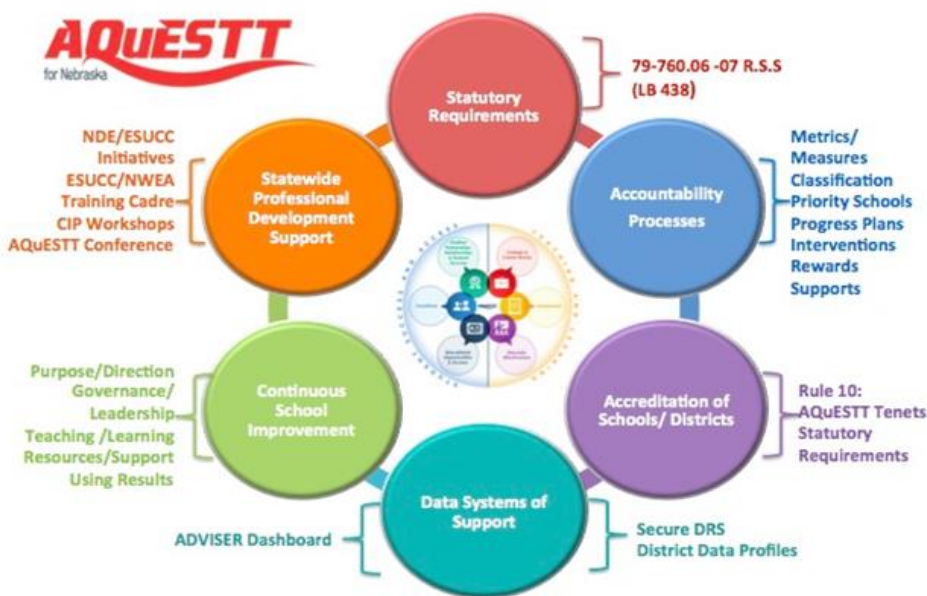 AQuESTT
for Nebraska
Statutory
Requirements
79-760.06 -07 R.S.S
(LB 438)
Accountability
Processes
Metrics/
Measures
Classification
Priority Schools
Progress Plans
Interventions
Rewards
Supports
Accreditation of
Schools/ Districts
Rule 10:
AQuESTT Tenets
Statutory
Requirements
Data Systems of
Support
Secure DRS
District Data Profiles
ADVISER Dashboard
Continuous
School
Improvement
Purpose/Direction
Governance/
Leadership
Teaching /Learning
Resources/Support
Using Results
Statewide
Professional
Development
Support
NDE/ESUCC
Initiatives
ESUCC/NWEA
Training Cadre
CIP Workshops
AQuESTT Conference